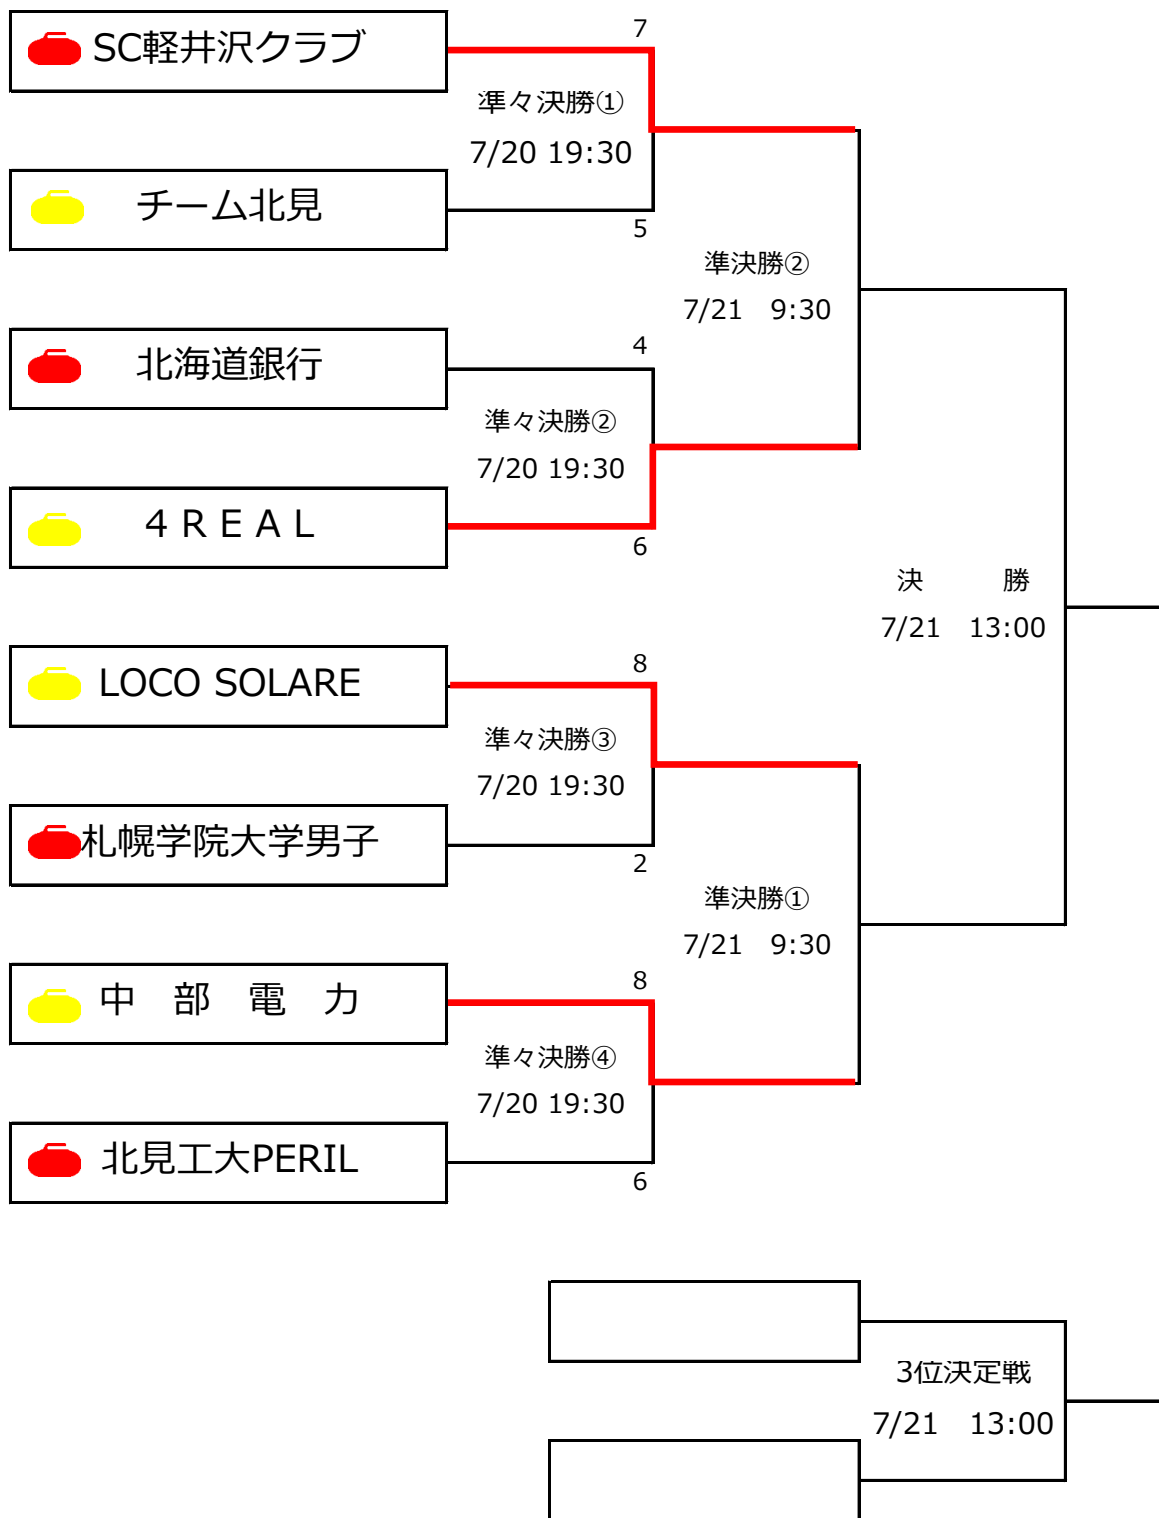 SC軽井沢クラブ
7
準々決勝①
7/20 19:30
チーム北見
5
準決勝②
7/21 9:30
北海道銀行
4
準々決勝②
7/20 19:30
4 R E A L
6
決 勝
7/21 13:00
LOCO SOLARE
8
準々決勝③
7/20 19:30
札幌学院大学男子
2
準決勝①
7/21 9:30
中 部 電 力
8
準々決勝④
7/20 19:30
北見工大PERIL
6
3位決定戦
7/21 13:00